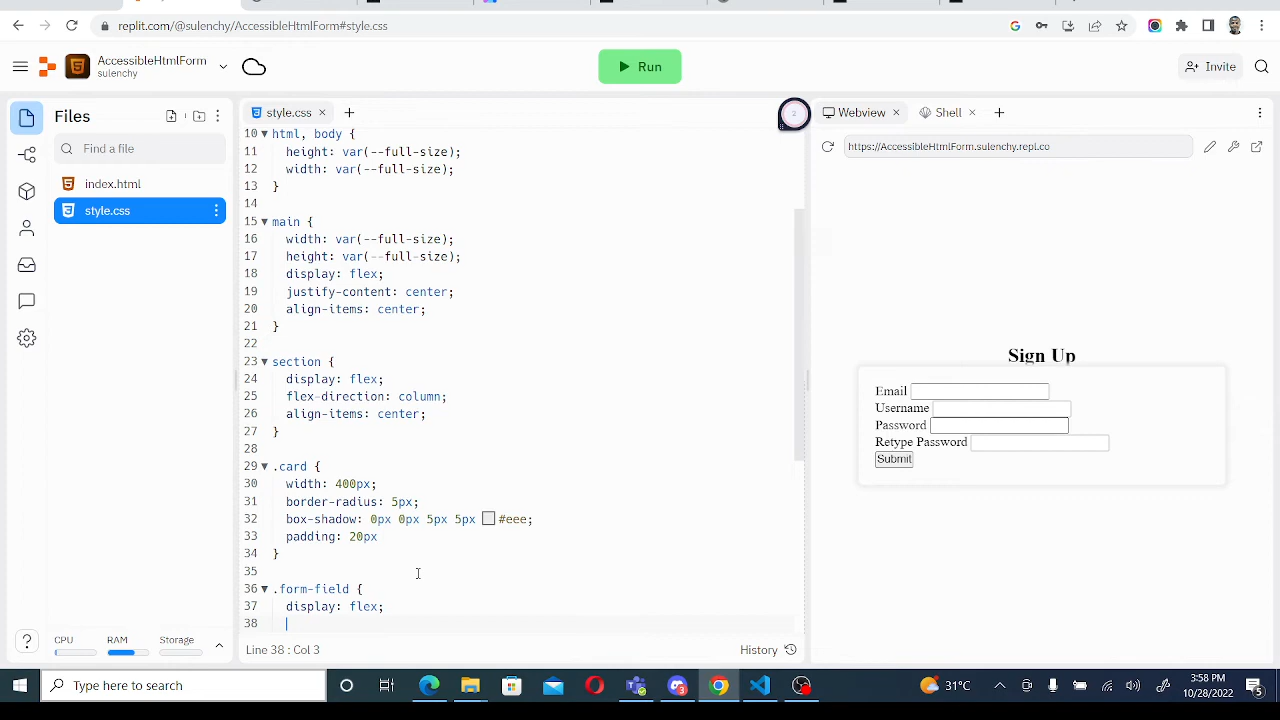 replit.com/@sulenchy/AccessibleHtmlForm#style.css
AccessibleHtmlForm
sulenchy
Run
Invite
Files
style.css
2
Webview
Shell
Find a file
https://AccessibleHtmlForm.sulenchy.repl.co
index.html
style.css
10 html, body {
11 height: var(--full-size);
12 width: var(--full-size);
13 }
14
15 main {
16 width: var(--full-size);
17 height: var(--full-size);
18 display: flex;
19 justify-content: center;
20 align-items: center;
21 }
22
23 section {
24 display: flex;
25 flex-direction: column;
26 align-items: center;
27 }
28
29 .card {
30 width: 400px;
31 border-radius: 5px;
32 box-shadow: 0px 0px 5px 5px #eee;
33 padding: 20px
34 }
35
36 .form-field {
37 display: flex;
38
Sign Up
Email
Username
Password
Retype Password
Submit
CPU
RAM
Storage
Line 38 : Col 3
History
Type here to search
3
31°C
3:58 PM
10/28/2022
5